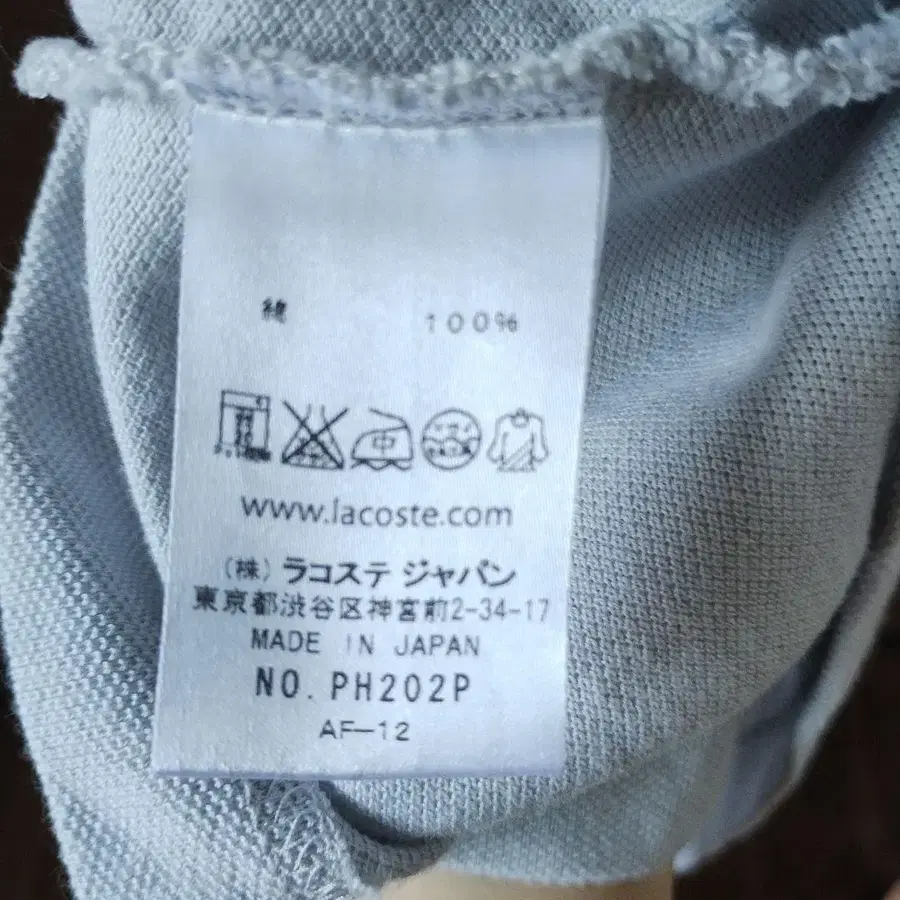 綿 100%
中
www.lacoste.com
(株) ラコステ ジャパン
東京都渋谷区神宮前2-34-17
MADE IN JAPAN
NO. PH202P
AF-12